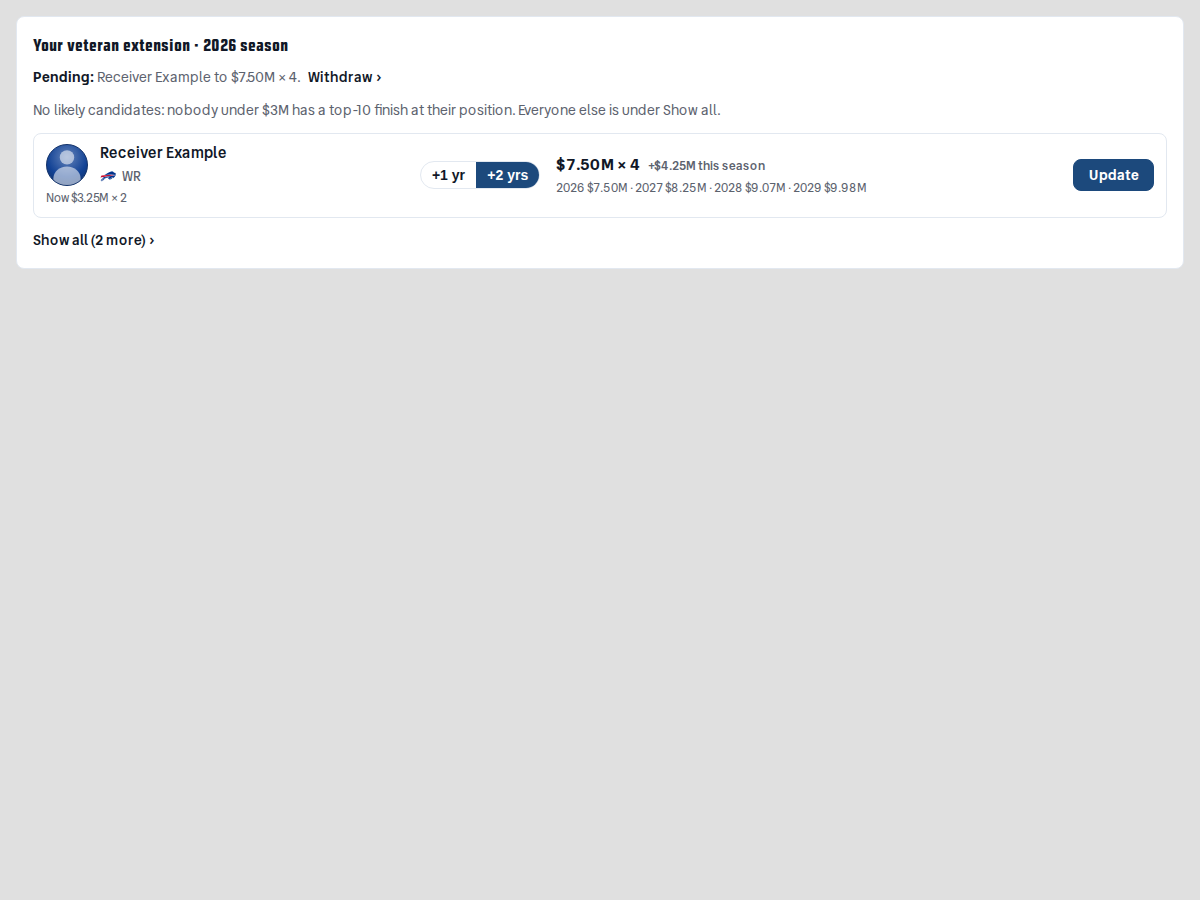 Your veteran extension · 2026 season
Pending: Receiver Example to $7.50M × 4. Withdraw ›
No likely candidates: nobody under $3M has a top-10 finish at their position. Everyone else is under Show all.
Receiver Example
WR
Now $3.25M × 2
+1 yr +2 yrs
$7.50M × 4 +$4.25M this season
2026 $7.50M · 2027 $8.25M · 2028 $9.07M · 2029 $9.98M
Update
Show all (2 more) ›